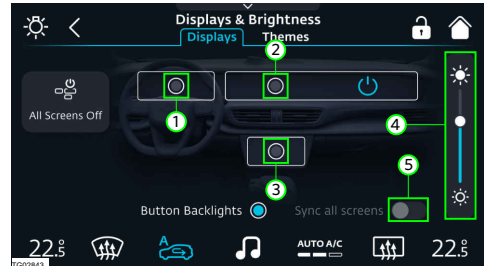 Displays & Brightness
Displays Themes
2
All Screens Off
1
4
3
5
Button Backlights Sync all screens
22.5° A AUTO A/C 22.5°
TG02843